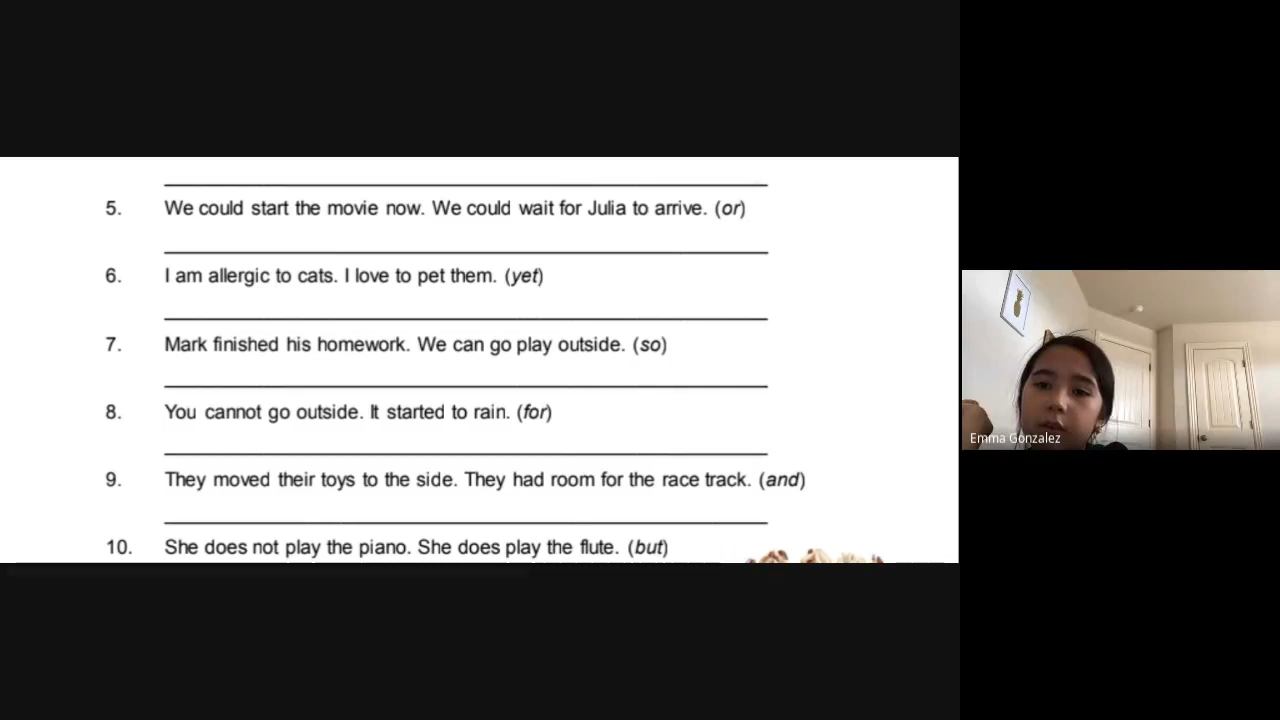 5. We could start the movie now. We could wait for Julia to arrive. (or)
6. I am allergic to cats. I love to pet them. (yet)
7. Mark finished his homework. We can go play outside. (so)
8. You cannot go outside. It started to rain. (for)
9. They moved their toys to the side. They had room for the race track. (and)
10. She does not play the piano. She does play the flute. (but)
Emma Gonzalez